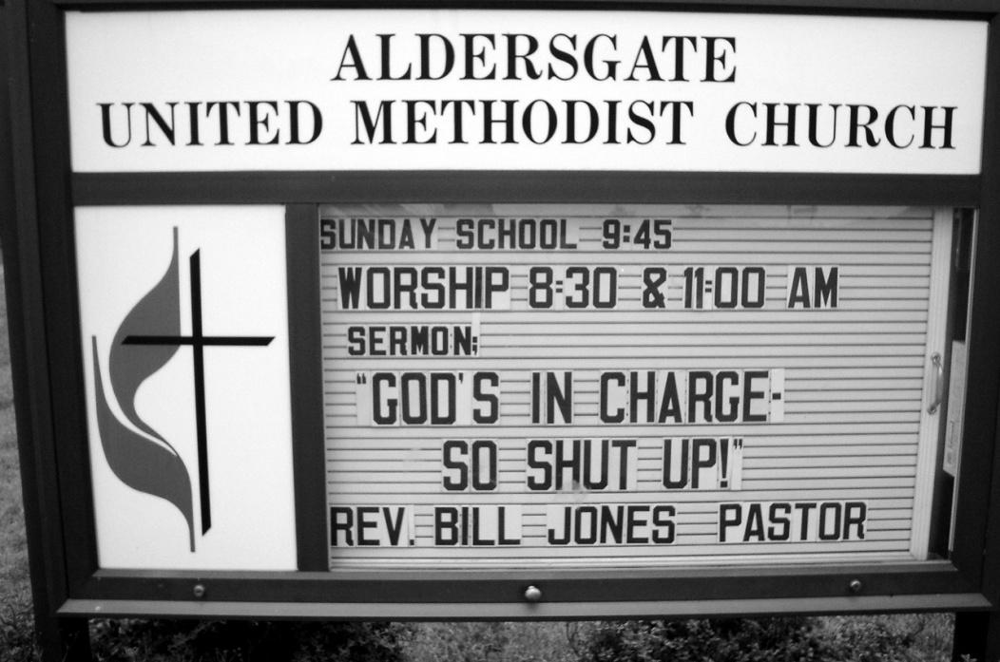 ALDERSGATE
UNITED METHODIST CHURCH
SUNDAY SCHOOL 9:45
WORSHIP 8:30 & 11:00 AM
SERMON:
"GOD'S IN CHARGE-
SO SHUT UP!"
REV. BILL JONES PASTOR